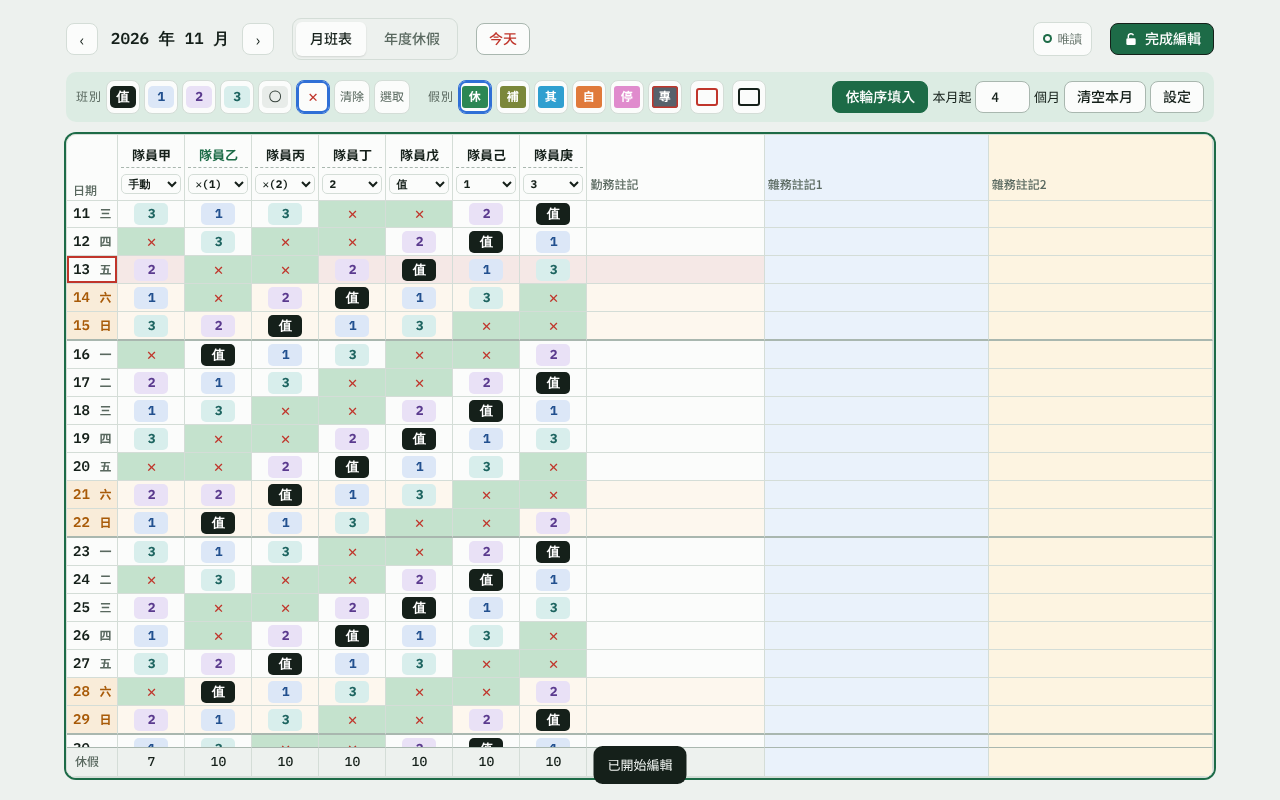 ‹ 2026 年 11 月 › 月班表 年度休假 今天 唯讀 完成編輯
班別 值 1 2 3 〇 ✕ 清除 選取 假別 休 補 其 自 停 專 依輪序填入 本月起 4 個月 清空本月 設定
隊員甲 隊員乙 隊員丙 隊員丁 隊員戊 隊員己 隊員庚
日期 手動 ×(1) ×(2) 2 值 1 3 勤務註記 雜務註記1 雜務註記2
11 三 3 1 3 ✕ ✕ 2 值
12 四 ✕ 3 ✕ ✕ 2 值 1
13 五 2 ✕ ✕ 2 值 1 3
14 六 1 ✕ 2 值 1 3 ✕
15 日 3 2 值 1 3 ✕ ✕
16 一 ✕ 值 1 3 ✕ ✕ 2
17 二 2 1 3 ✕ ✕ 2 值
18 三 1 3 ✕ ✕ 2 值 1
19 四 3 ✕ ✕ 2 值 1 3
20 五 ✕ ✕ 2 值 1 3 ✕
21 六 2 2 值 1 3 ✕ ✕
22 日 1 值 1 3 ✕ ✕ 2
23 一 3 1 3 ✕ ✕ 2 值
24 二 ✕ 3 ✕ ✕ 2 值 1
25 三 2 ✕ ✕ 2 值 1 3
26 四 1 ✕ 2 值 1 3 ✕
27 五 3 2 值 1 3 ✕ ✕
28 六 ✕ 值 1 3 ✕ ✕ 2
29 日 2 1 3 ✕ ✕ 2 值
休假 7 10 10 10 10 10 10
已開始編輯